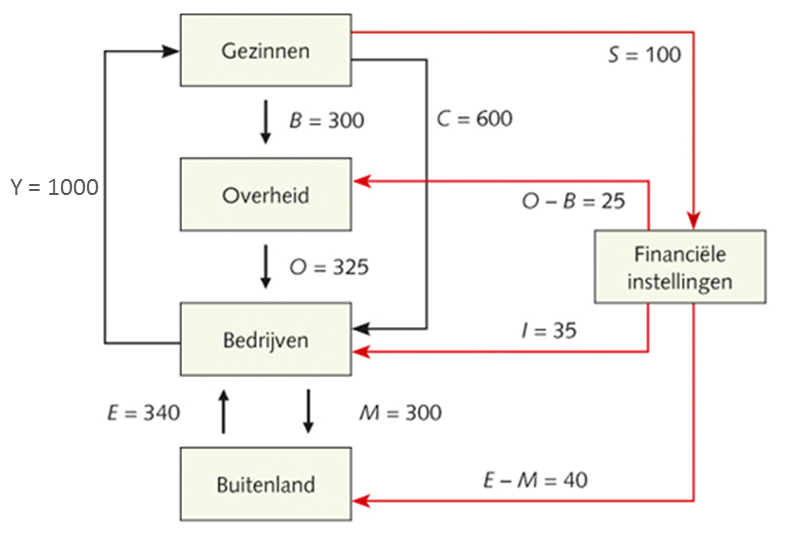 Gezinnen
S = 100
B = 300
C = 600
Y = 1000
Overheid
O – B = 25
O = 325
Financiële
instellingen
Bedrijven
I = 35
E = 340
M = 300
Buitenland
E – M = 40